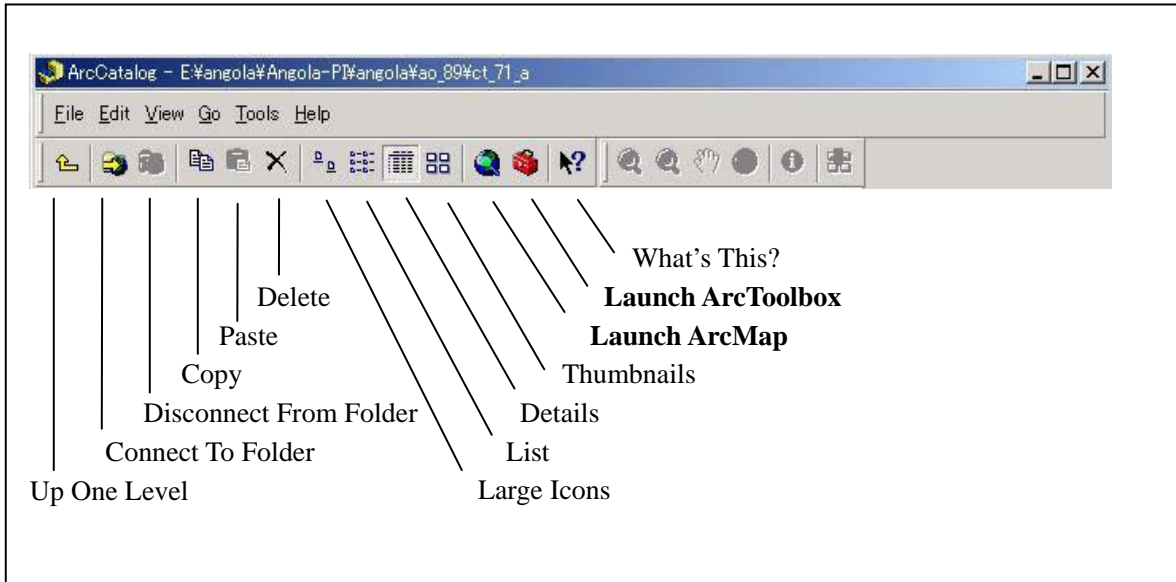 ArcCatalog - E:¥angola¥Angola-PI¥angola¥ao_89¥ct_71_a
File Edit View Go Tools Help
What's This?
Delete
Launch ArcToolbox
Paste
Launch ArcMap
Copy
Thumbnails
Disconnect From Folder
Details
Connect To Folder
List
Up One Level
Large Icons